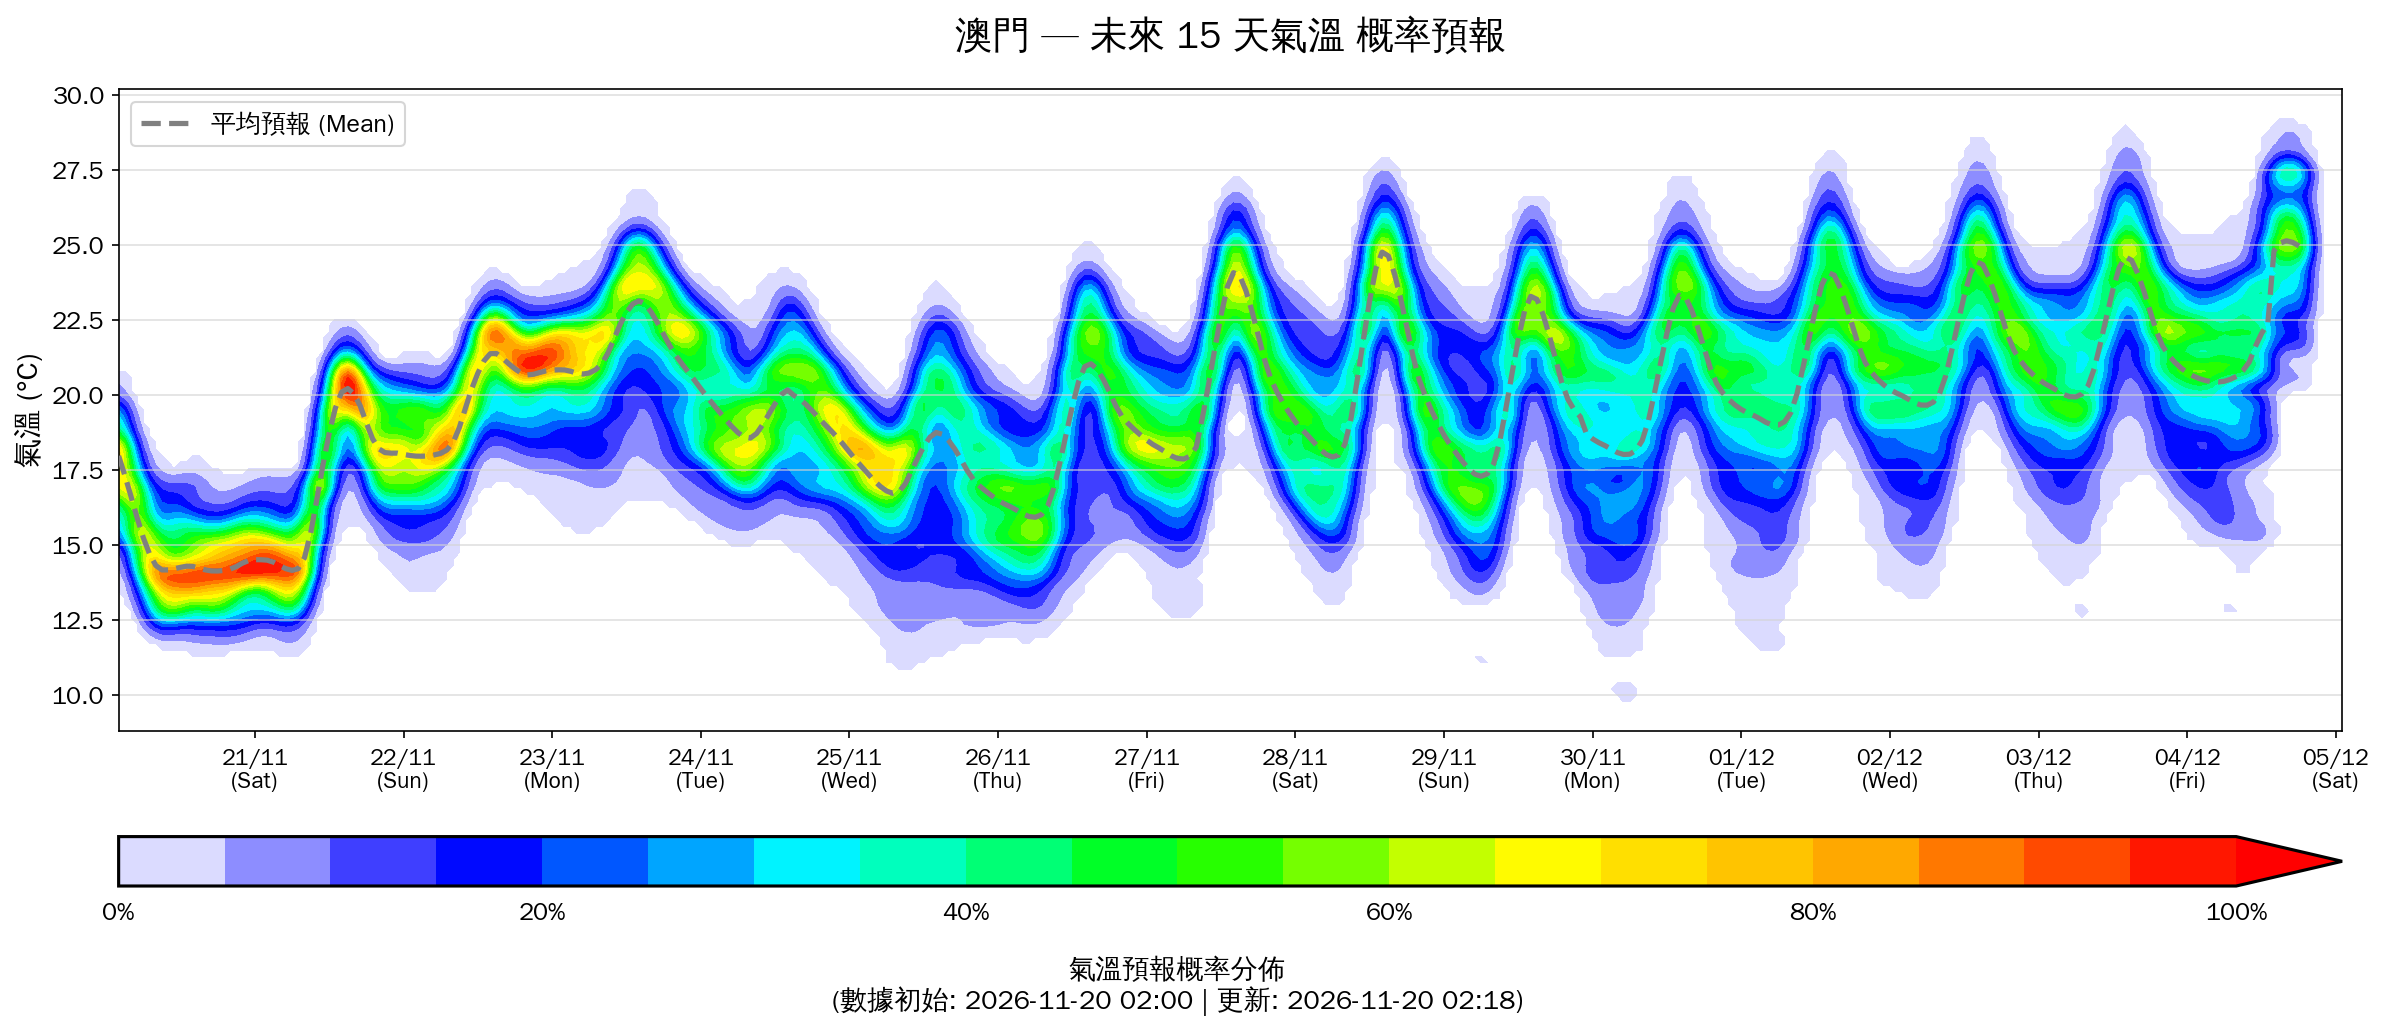 澳門 — 未來 15 天氣溫 概率預報
30.0
27.5
25.0
22.5
20.0
17.5
15.0
12.5
10.0
氣溫 (°C)
平均預報 (Mean)
21/11 22/11 23/11 24/11 25/11 26/11 27/11 28/11 29/11 30/11 01/12 02/12 03/12 04/12 05/12
(Sat) (Sun) (Mon) (Tue) (Wed) (Thu) (Fri) (Sat) (Sun) (Mon) (Tue) (Wed) (Thu) (Fri) (Sat)
0% 20% 40% 60% 80% 100%
氣溫預報概率分佈
(數據初始: 2026-11-20 02:00 | 更新: 2026-11-20 02:18)